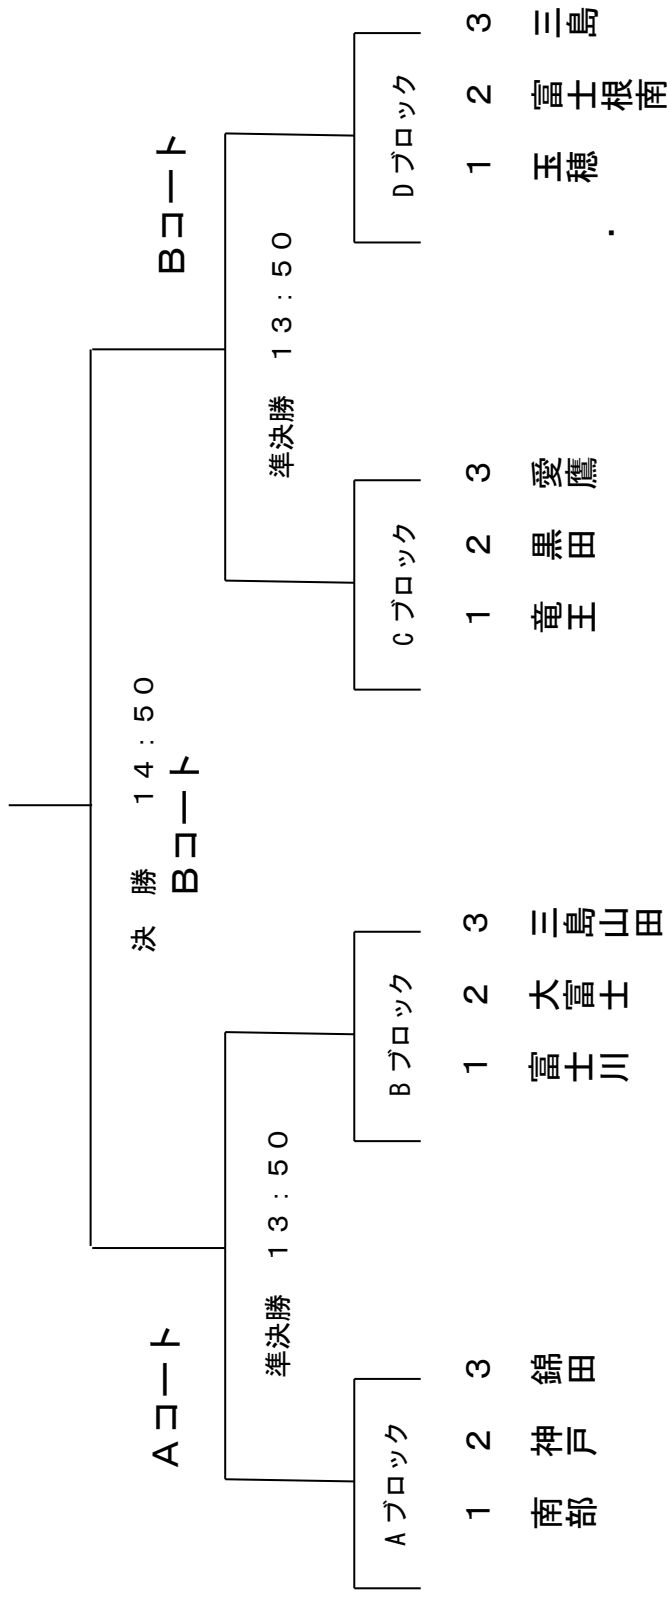 決　勝　１４：５０
Ｂコート
Ａコート
Ｂコート
準決勝　１３：５０
準決勝　１３：５０
Ａブロック
Ｂブロック
Ｃブロック
Ｄブロック
１　南部
２　神戸
３　錦田
１　富士川
２　大富士
３　三島山田
１　竜王
２　黒田
３　愛鷹
１　玉穂
２　富士根南
３　三島